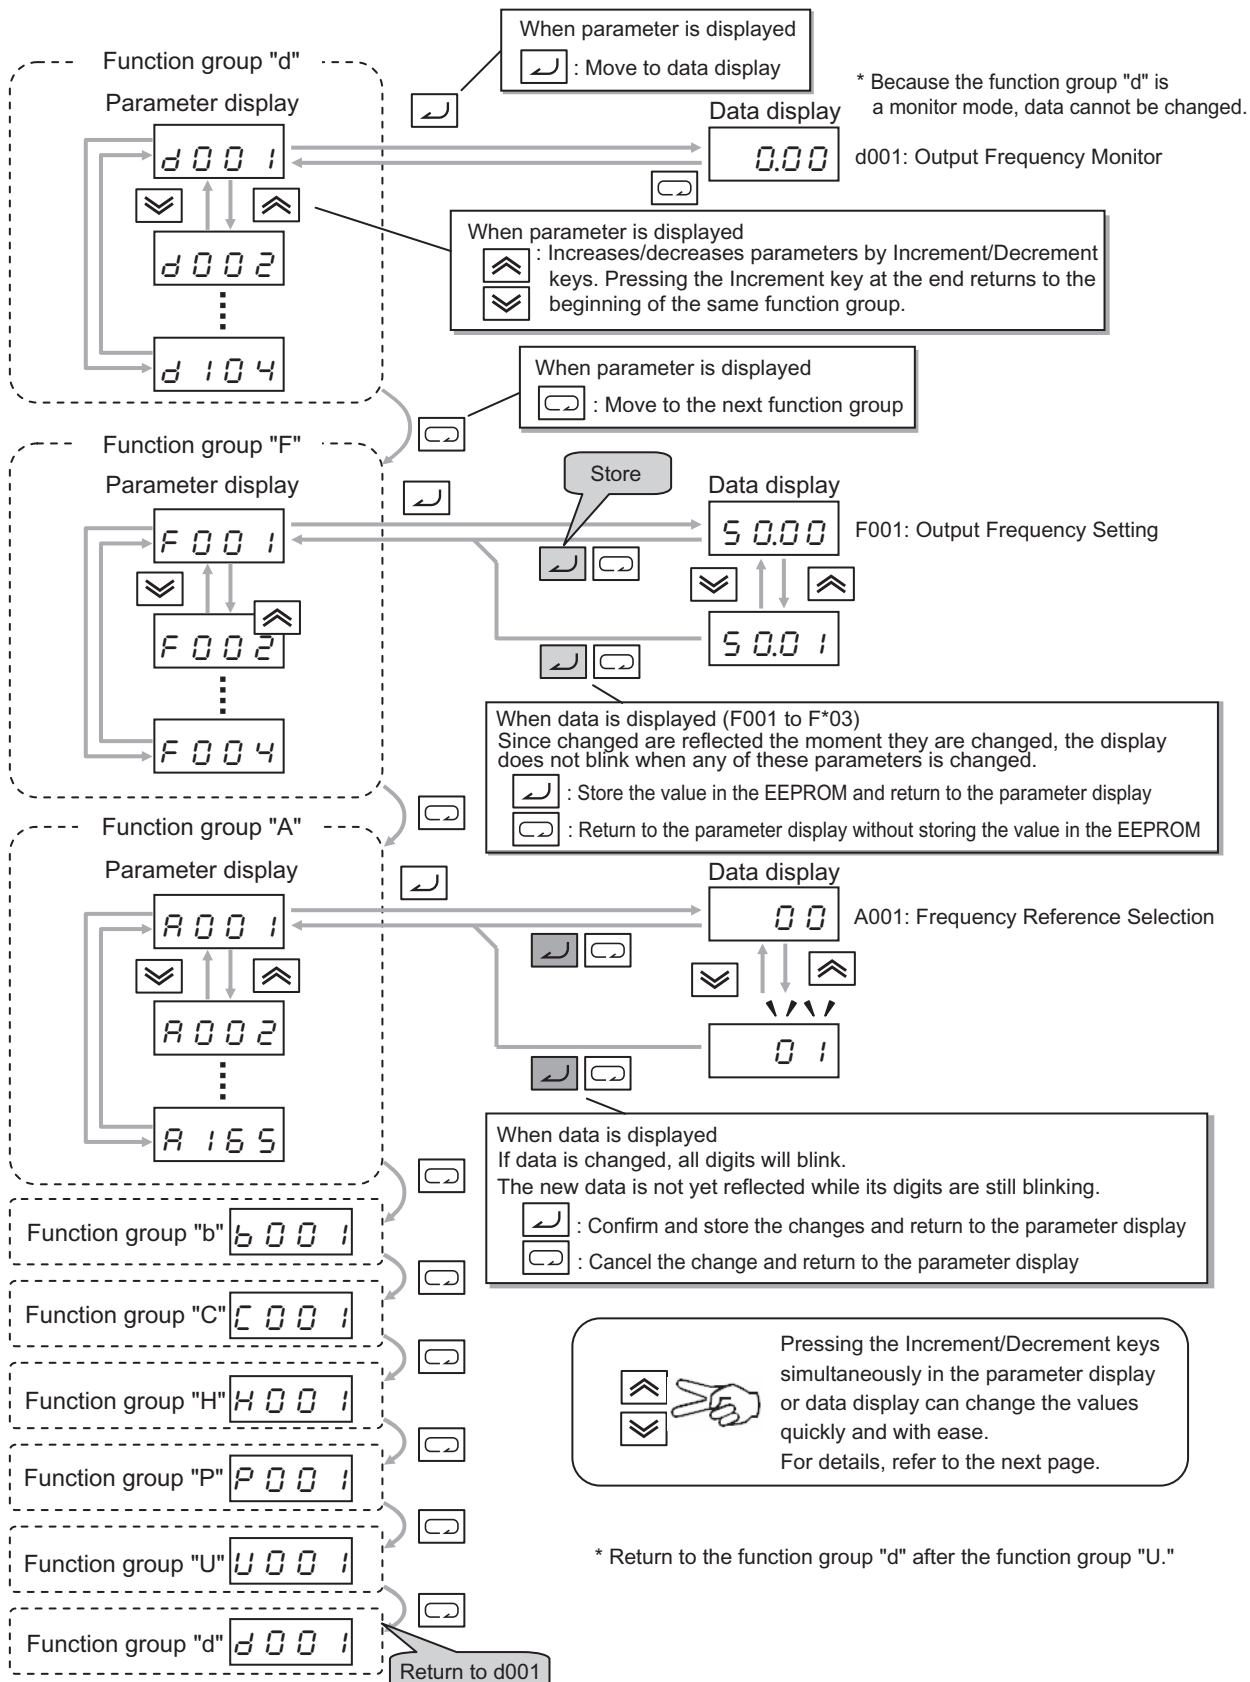 When parameter is displayed
: Move to data display
Function group "d"
Parameter display
* Because the function group "d" is
a monitor mode, data cannot be changed.
Data display
d001
0.00
d001: Output Frequency Monitor
When parameter is displayed
: Increases/decreases parameters by Increment/Decrement
keys. Pressing the Increment key at the end returns to the
beginning of the same function group.
d002
d104
When parameter is displayed
: Move to the next function group
Function group "F"
Parameter display
Store
Data display
F001
50.00
F001: Output Frequency Setting
F002
50.01
F004
When data is displayed (F001 to F*03)
Since changed are reflected the moment they are changed, the display
does not blink when any of these parameters is changed.
: Store the value in the EEPROM and return to the parameter display
: Return to the parameter display without storing the value in the EEPROM
Function group "A"
Parameter display
Data display
A001
00
A001: Frequency Reference Selection
A002
01
A165
When data is displayed
If data is changed, all digits will blink.
The new data is not yet reflected while its digits are still blinking.
: Confirm and store the changes and return to the parameter display
: Cancel the change and return to the parameter display
Function group "b" b001
Function group "C" C001
Function group "H" H001
Function group "P" P001
Function group "U" U001
Function group "d" d001
Return to d001
Pressing the Increment/Decrement keys
simultaneously in the parameter display
or data display can change the values
quickly and with ease.
For details, refer to the next page.
* Return to the function group "d" after the function group "U."